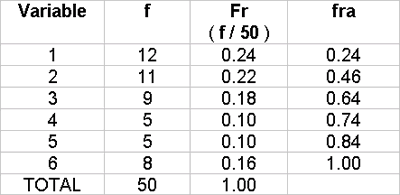 Variable f Fr fra
( f / 50 )
1 12 0.24 0.24
2 11 0.22 0.46
3 9 0.18 0.64
4 5 0.10 0.74
5 5 0.10 0.84
6 8 0.16 1.00
TOTAL 50 1.00